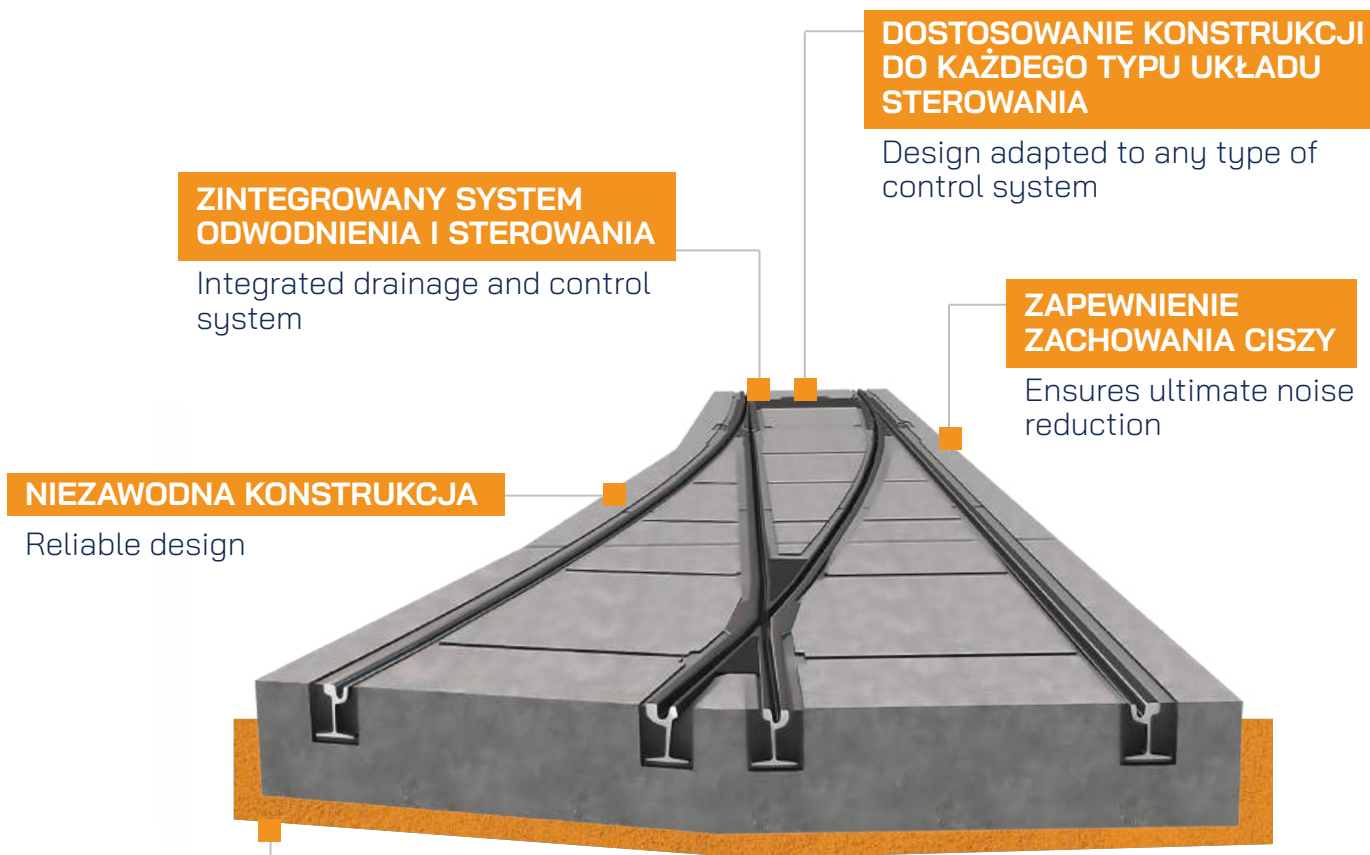 DOSTOSOWANIE KONSTRUKCJI
DO KAŻDEGO TYPU UKŁADU
STEROWANIA
Design adapted to any type of
control system
ZINTEGROWANY SYSTEM
ODWODNIENIA I STEROWANIA
Integrated drainage and control
system
ZAPEWNIENIE
ZACHOWANIA CISZY
Ensures ultimate noise
reduction
NIEZAWODNA KONSTRUKCJA
Reliable design